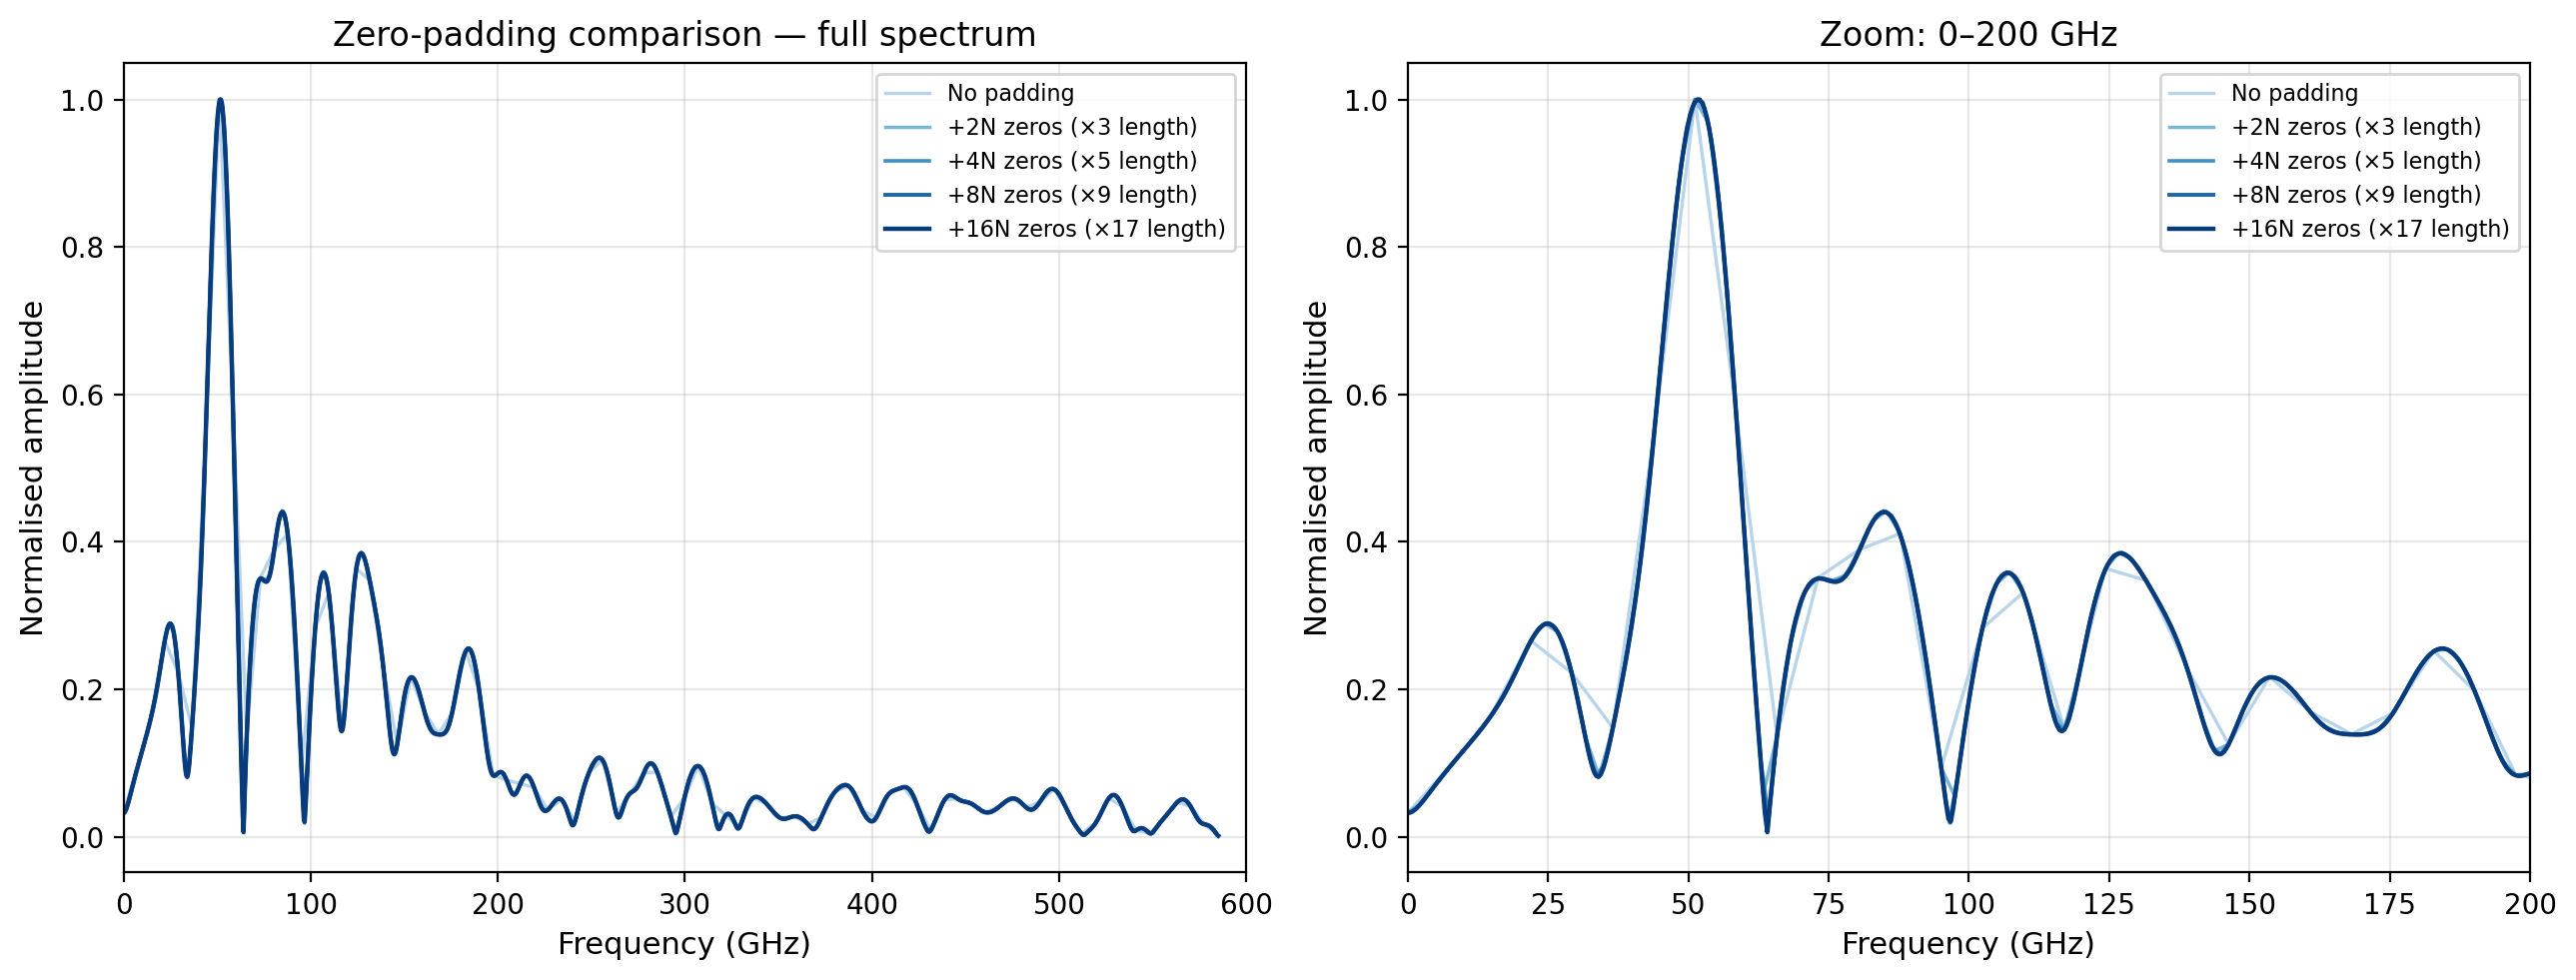 Zero-padding comparison — full spectrum
Normalised amplitude
1.0
0.8
0.6
0.4
0.2
0.0
No padding
+2N zeros (×3 length)
+4N zeros (×5 length)
+8N zeros (×9 length)
+16N zeros (×17 length)
0 100 200 300 400 500 600
Frequency (GHz)
Zoom: 0–200 GHz
Normalised amplitude
1.0
0.8
0.6
0.4
0.2
0.0
No padding
+2N zeros (×3 length)
+4N zeros (×5 length)
+8N zeros (×9 length)
+16N zeros (×17 length)
0 25 50 75 100 125 150 175 200
Frequency (GHz)